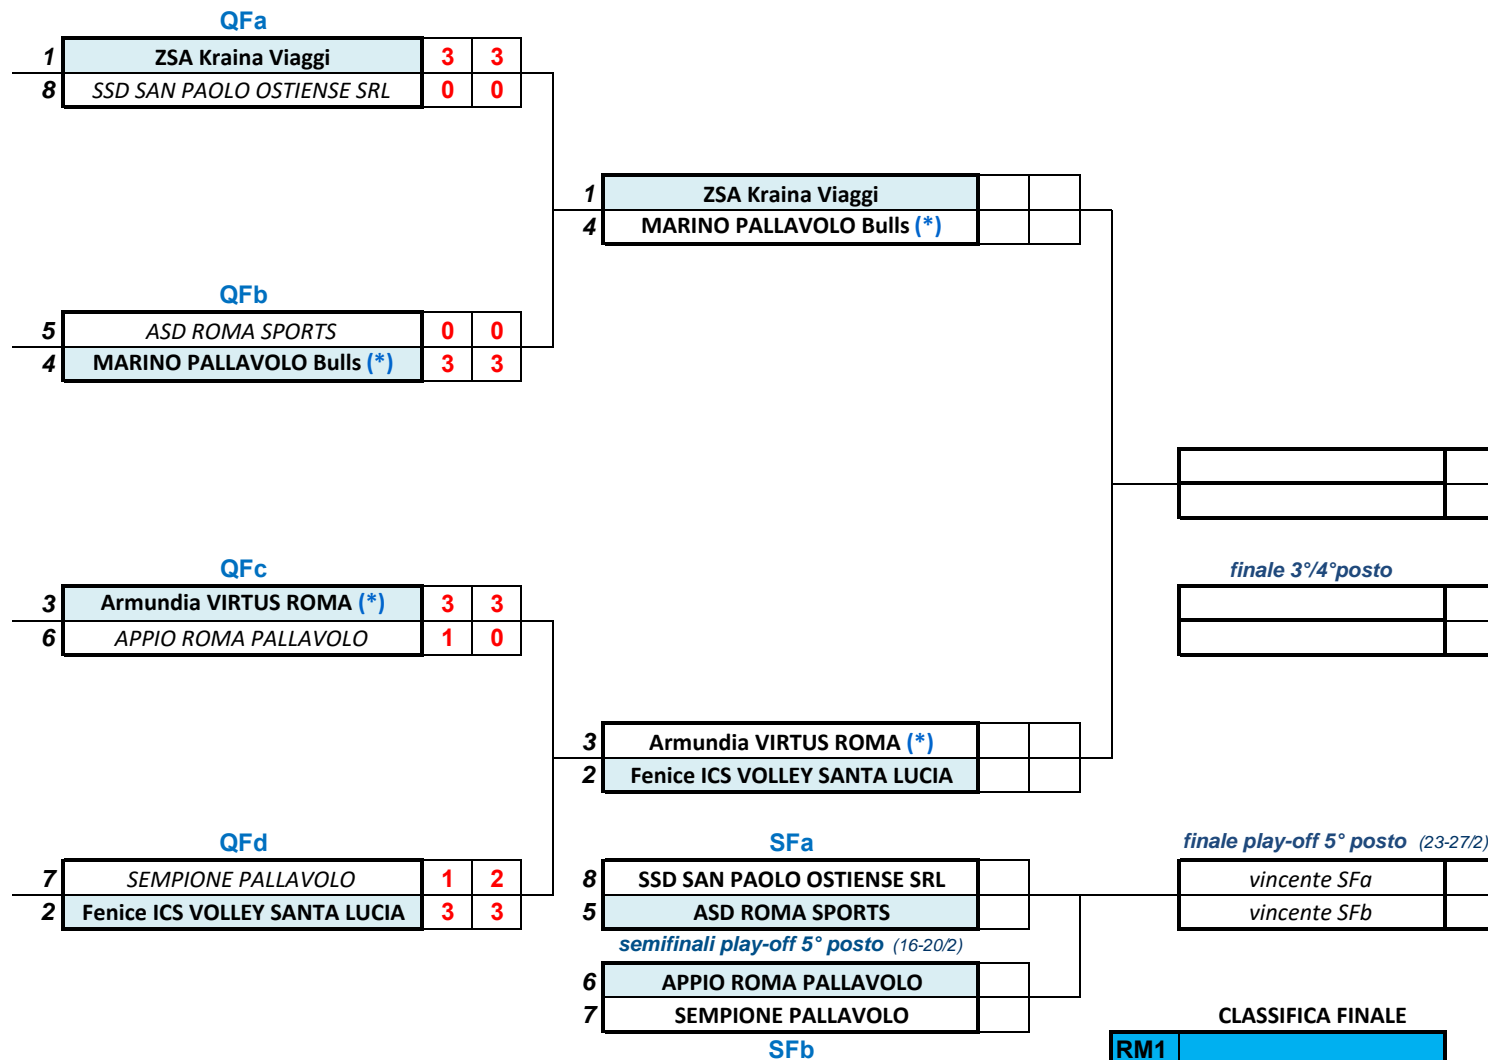 QFa
1 ZSA Kraina Viaggi 3 3
8 SSD SAN PAOLO OSTIENSE SRL 0 0
1 ZSA Kraina Viaggi
4 MARINO PALLAVOLO Bulls (*)
QFb
5 ASD ROMA SPORTS 0 0
4 MARINO PALLAVOLO Bulls (*) 3 3
QFc
3 Armundia VIRTUS ROMA (*) 3 3
6 APPIO ROMA PALLAVOLO 1 0
finale 3°/4°posto
3 Armundia VIRTUS ROMA (*)
2 Fenice ICS VOLLEY SANTA LUCIA
QFd
7 SEMPIONE PALLAVOLO 1 2
2 Fenice ICS VOLLEY SANTA LUCIA 3 3
SFa
8 SSD SAN PAOLO OSTIENSE SRL
5 ASD ROMA SPORTS
semifinali play-off 5° posto (16-20/2)
6 APPIO ROMA PALLAVOLO
7 SEMPIONE PALLAVOLO
SFb
finale play-off 5° posto (23-27/2)
vincente SFa
vincente SFb
CLASSIFICA FINALE
RM1